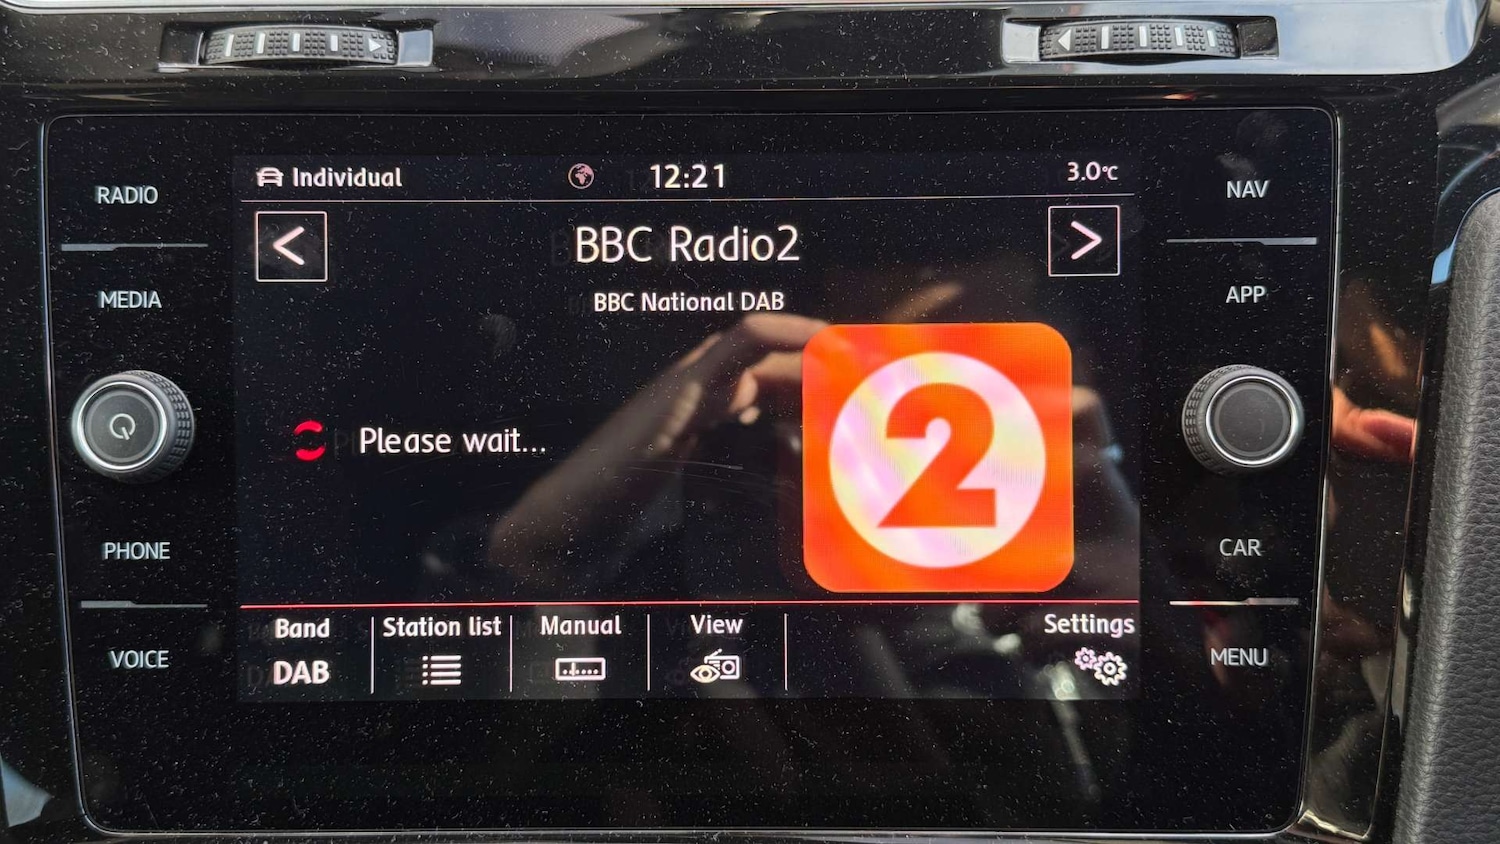 RADIO
MEDIA
PHONE
VOICE
Individual
12:21
3.0°C
<
BBC Radio2
>
BBC National DAB
Please wait...
2
Band
DAB
Station list
Manual
View
Settings
NAV
APP
CAR
MENU